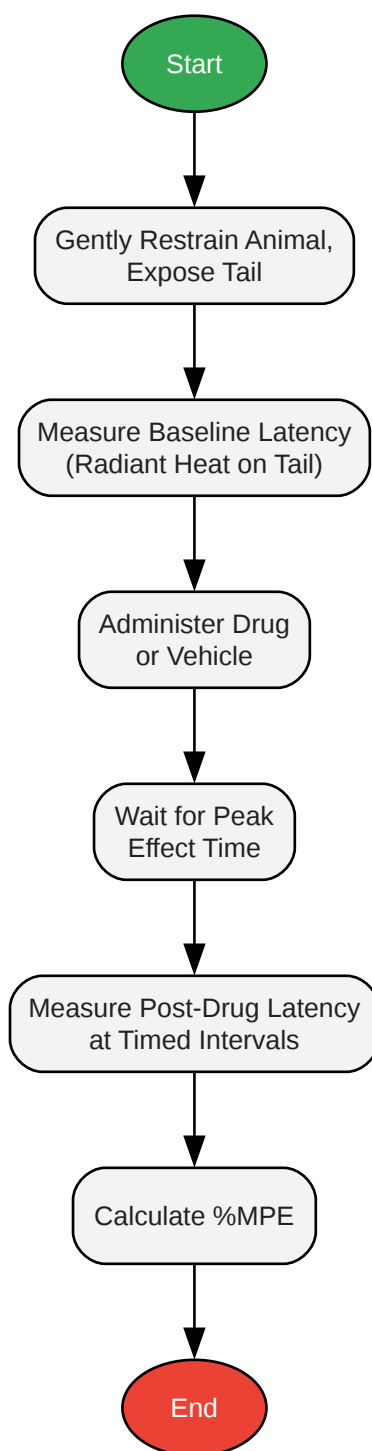 Start
Gently Restrain Animal,
Expose Tail
Measure Baseline Latency
(Radiant Heat on Tail)
Administer Drug
or Vehicle
Wait for Peak
Effect Time
Measure Post-Drug Latency
at Timed Intervals
Calculate %MPE
End